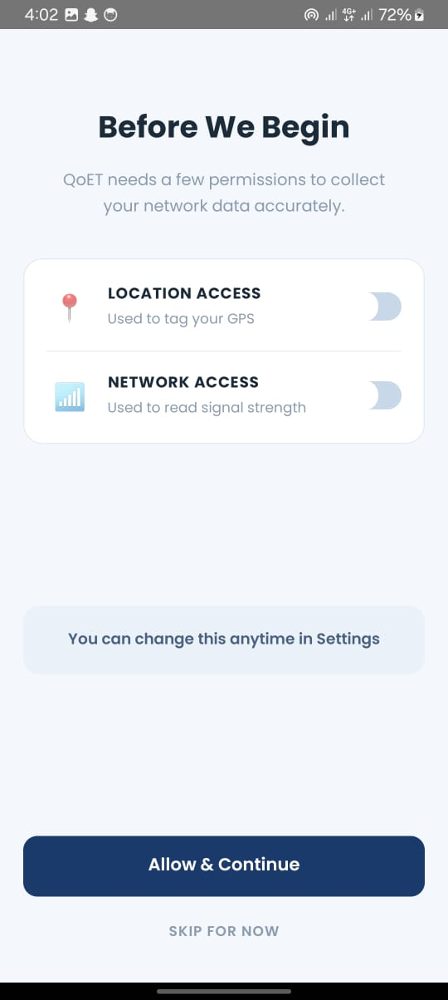 4:02
4G+
72%
Before We Begin
QoET needs a few permissions to collect
your network data accurately.
LOCATION ACCESS
Used to tag your GPS
NETWORK ACCESS
Used to read signal strength
You can change this anytime in Settings
Allow & Continue
SKIP FOR NOW